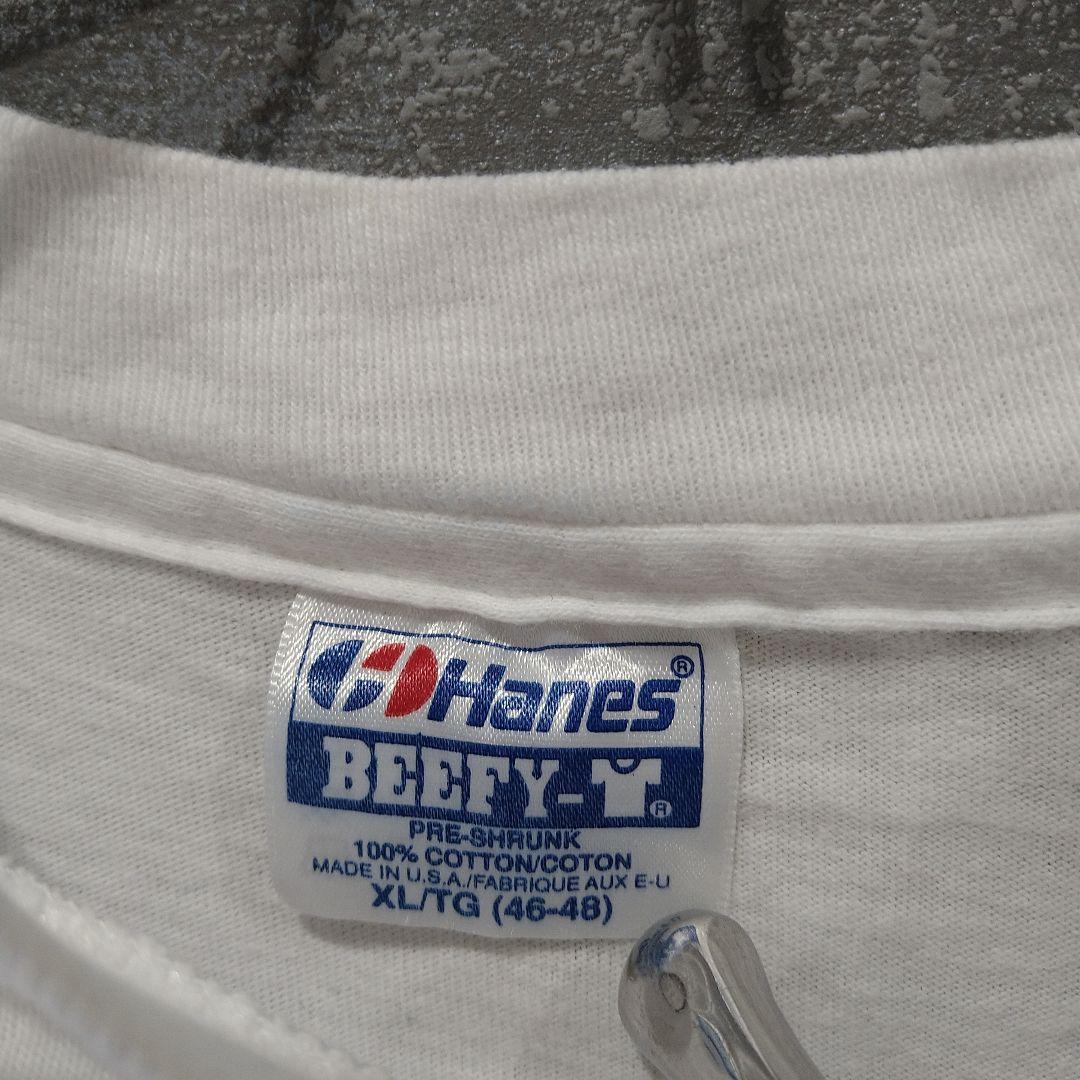 Hanes®
BEEFY-T®
PRE-SHRUNK
100% COTTON/COTON
MADE IN U.S.A./FABRIQUE AUX E-U
XL/TG (46-48)